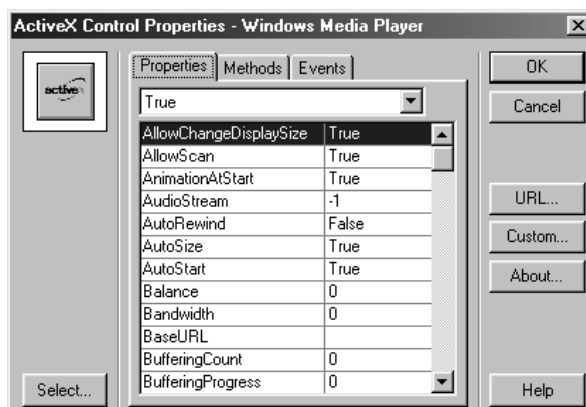 ActiveX Control Properties - Windows Media Player
active
Properties Methods Events
True
AllowChangeDisplaySize True
AllowScan True
AnimationAtStart True
AudioStream -1
AutoRewind False
AutoSize True
AutoStart True
Balance 0
Bandwidth 0
BaseURL
BufferingCount 0
BufferingProgress 0
OK
Cancel
URL...
Custom...
About...
Select...
Help